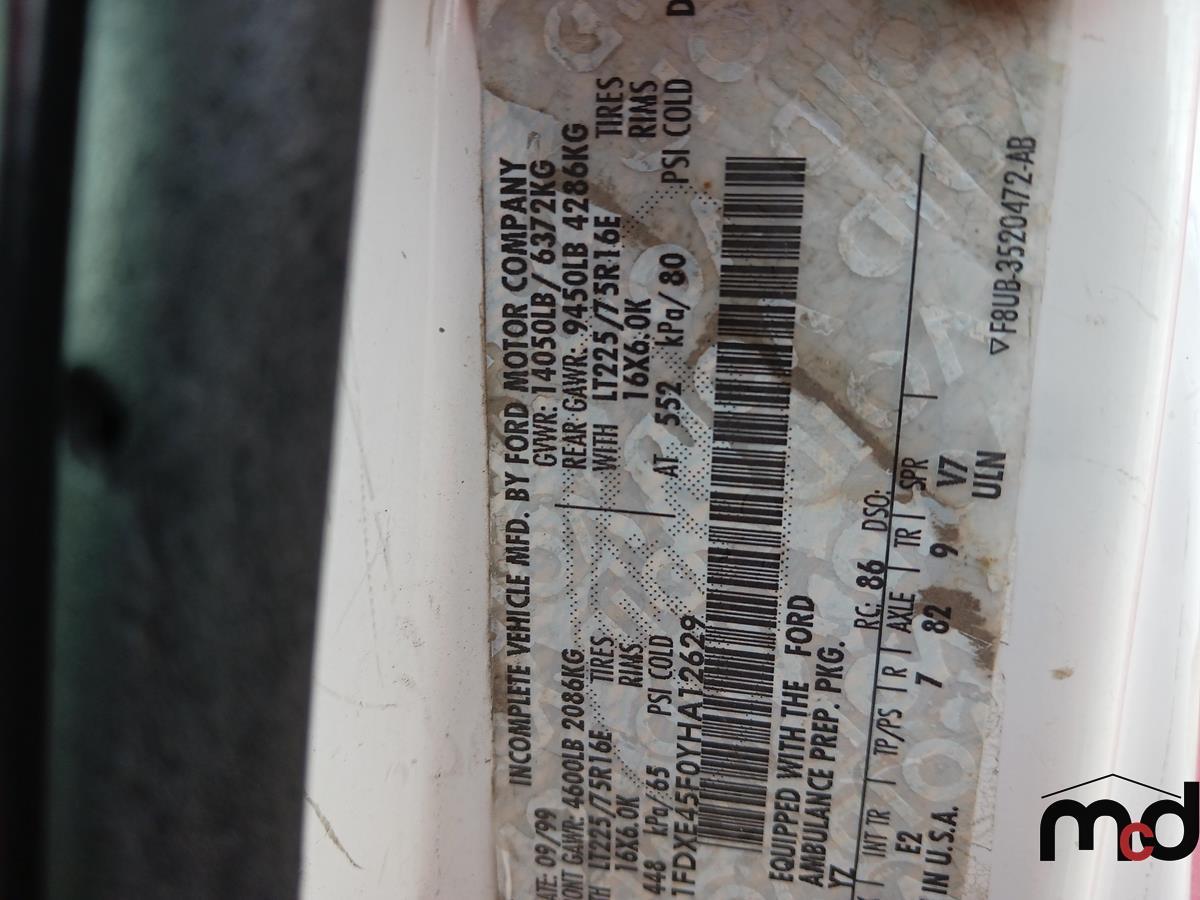 INCOMPLETE VEHICLE MFD. BY FORD MOTOR COMPANY
ATE: 09/99 GVWR: 14050LB/ 6372KG
ONT GAWR: 4600LB 2086KG REAR GAWR: 9450LB 4286KG
TH LT225/75R16E TIRES WITH LT225/75R16E TIRES
16X6.0K RIMS 16X6.0K RIMS
448 kPa/65 PSI COLD AT 552 kPa/80 PSI COLD
1FDXE45F0YHA12629
EQUIPPED WITH THE FORD
AMBULANCE PREP. PKG.
YZ RC: 86 DSO:
INT TR TP/PS R AXLE TR SPR
E2 7 82 9 V7
IN U.S.A. ULN
▽F8UB-3520472-AB
mcd